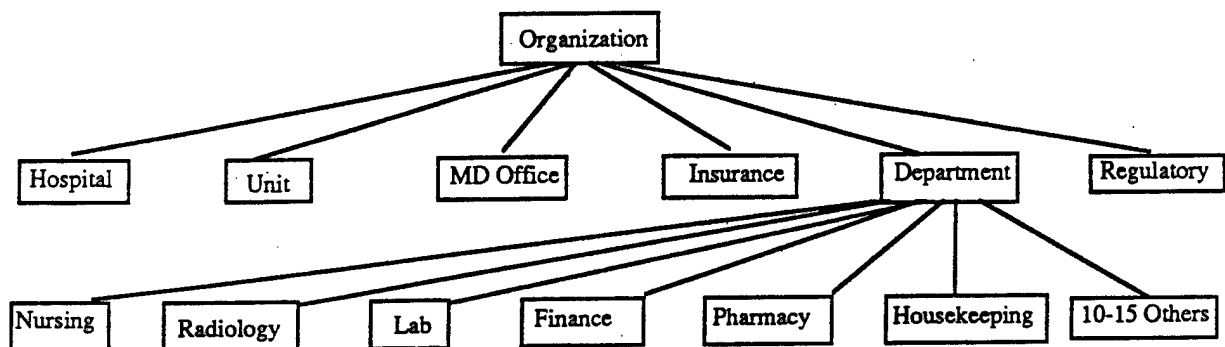 Organization
Hospital
Unit
MD Office
Insurance
Department
Regulatory
Nursing
Radiology
Lab
Finance
Pharmacy
Housekeeping
10-15 Others